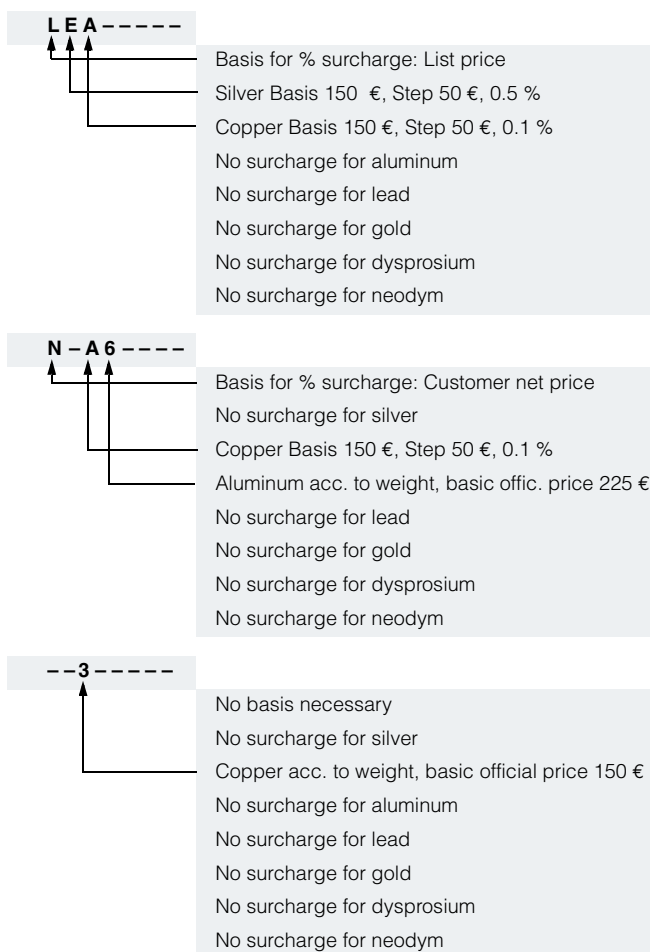 L E A – – – – –
Basis for % surcharge: List price
Silver Basis 150 €, Step 50 €, 0.5 %
Copper Basis 150 €, Step 50 €, 0.1 %
No surcharge for aluminum
No surcharge for lead
No surcharge for gold
No surcharge for dysprosium
No surcharge for neodym
N – A 6 – – – –
Basis for % surcharge: Customer net price
No surcharge for silver
Copper Basis 150 €, Step 50 €, 0.1 %
Aluminum acc. to weight, basic offic. price 225 €
No surcharge for lead
No surcharge for gold
No surcharge for dysprosium
No surcharge for neodym
– – 3 – – – – –
No basis necessary
No surcharge for silver
Copper acc. to weight, basic official price 150 €
No surcharge for aluminum
No surcharge for lead
No surcharge for gold
No surcharge for dysprosium
No surcharge for neodym